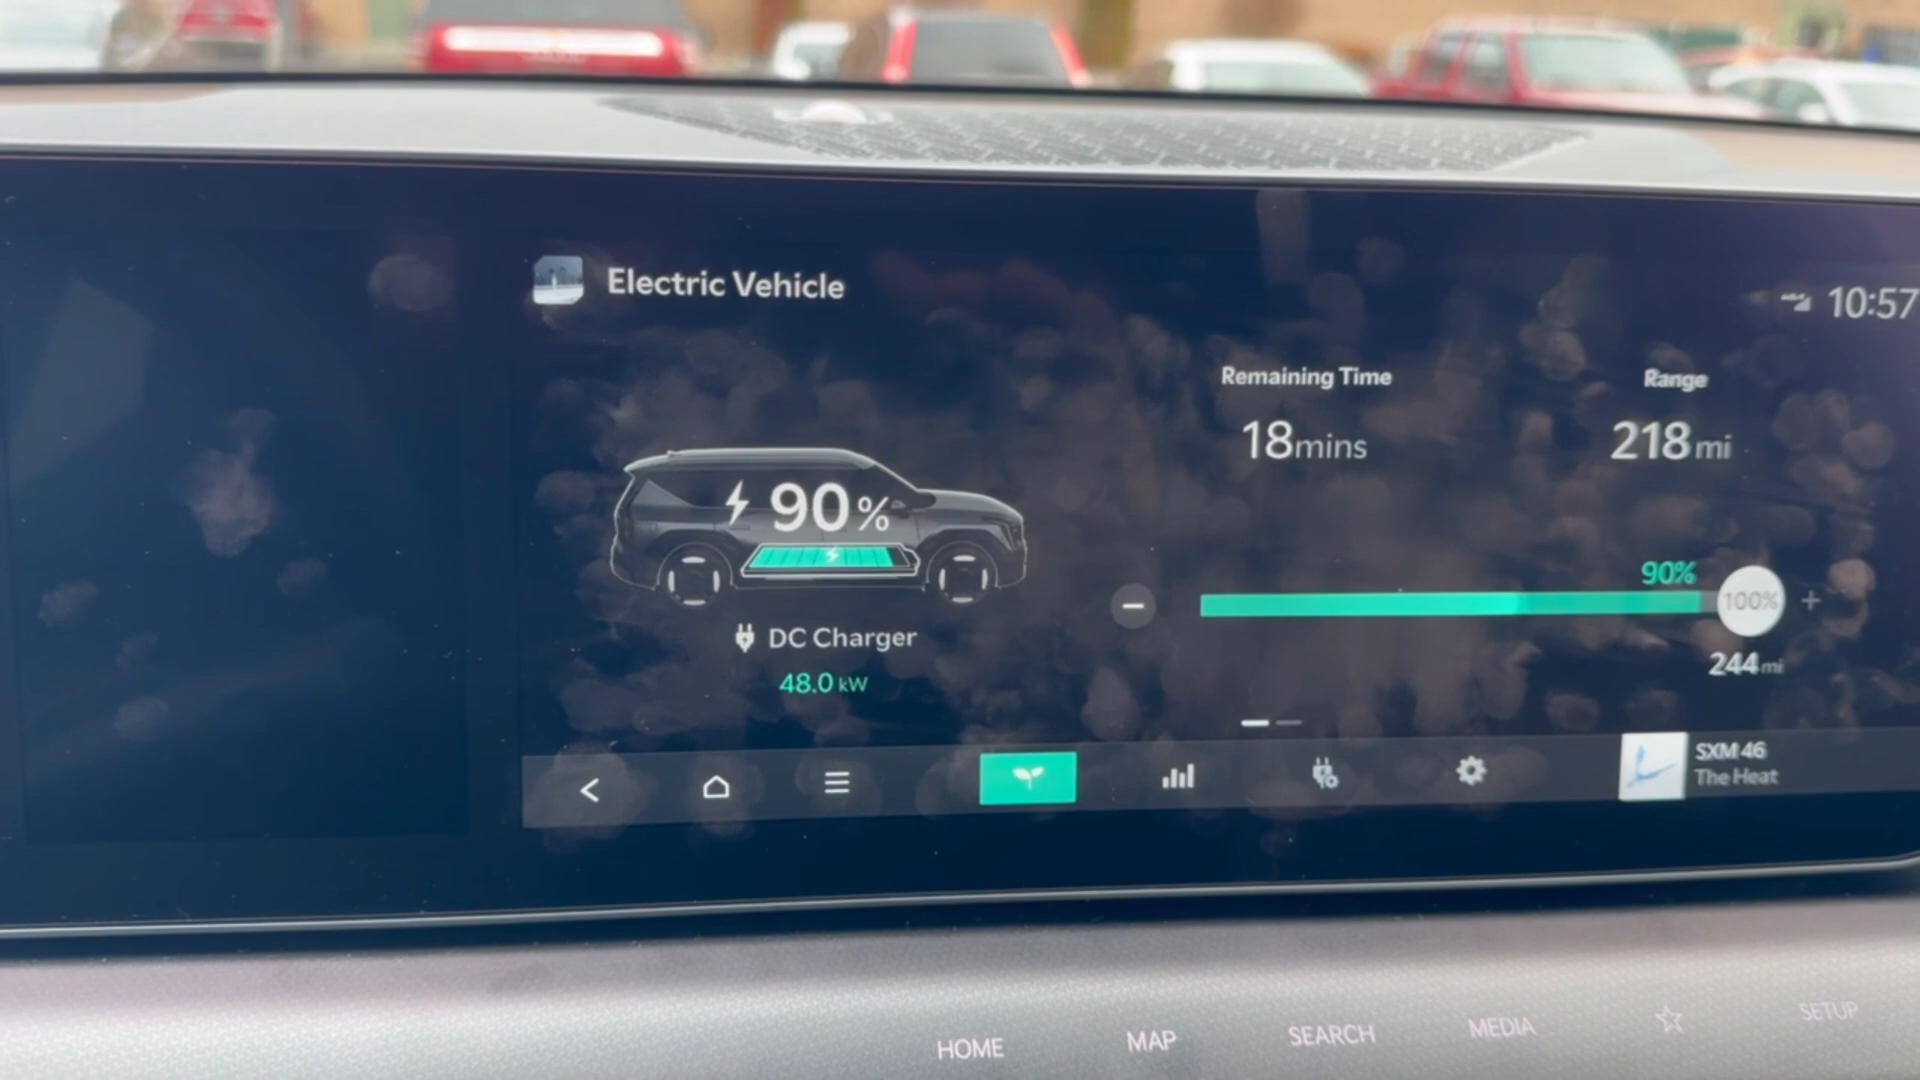 Electric Vehicle
10:57
Remaining Time
Range
18mins
218mi
90%
90%
100%
DC Charger
48.0 kW
244mi
SXM 46
The Heat
HOME
MAP
SEARCH
MEDIA
SETUP